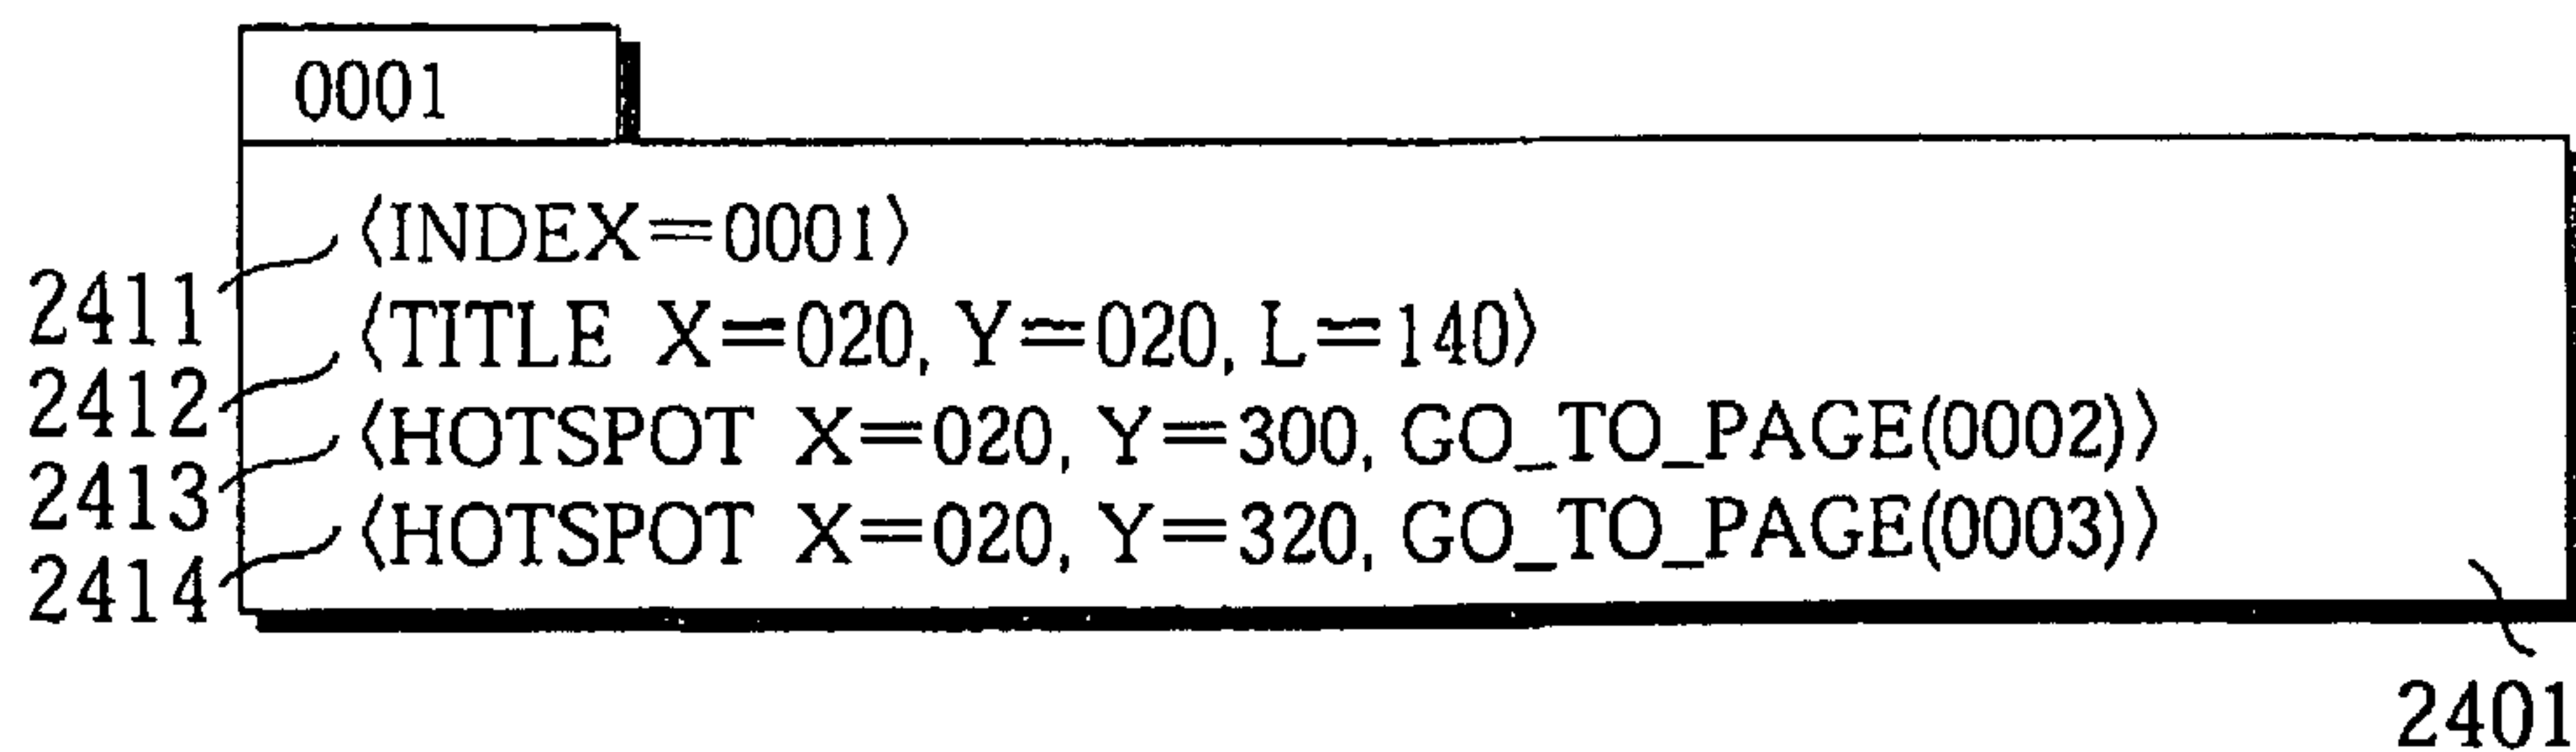 0001
〈INDEX=0001〉
2411
〈TITLE X=020, Y=020, L=140〉
2412
〈HOTSPOT X=020, Y=300, GO_TO_PAGE(0002)〉
2413
〈HOTSPOT X=020, Y=320, GO_TO_PAGE(0003)〉
2414
2401